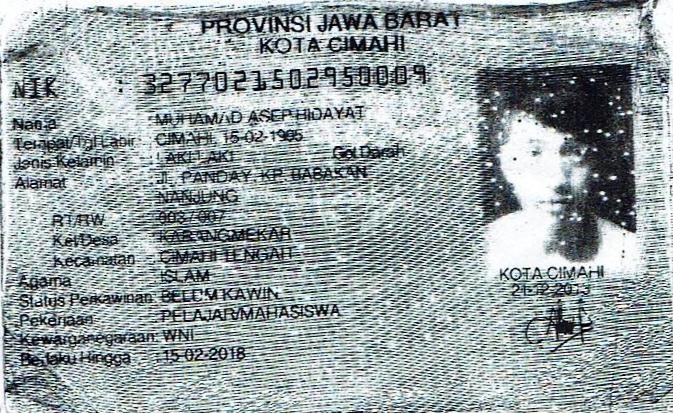 PROVINSI JAWA BARAT
KOTA CIMAHI
NIK : 3277021502950009
Nama : MUHAMAD ASEP HIDAYAT
Tempat/Tgl Lahir : CIMAHI, 15-02-1995
Jenis Kelamin : LAKI-LAKI Gol Darah
Alamat : JL. PANDAY, KP. BABAKAN
NANJUNG
RT/RW : 003/007
Kel/Desa : KARANGMEKAR
Kecamatan : CIMAHI TENGAH
Agama : ISLAM
Status Perkawinan: BELUM KAWIN
Pekerjaan : PELAJAR/MAHASISWA
Kewarganegaraan: WNI
Berlaku Hingga : 15-02-2018
KOTA CIMAHI
24-12-2013